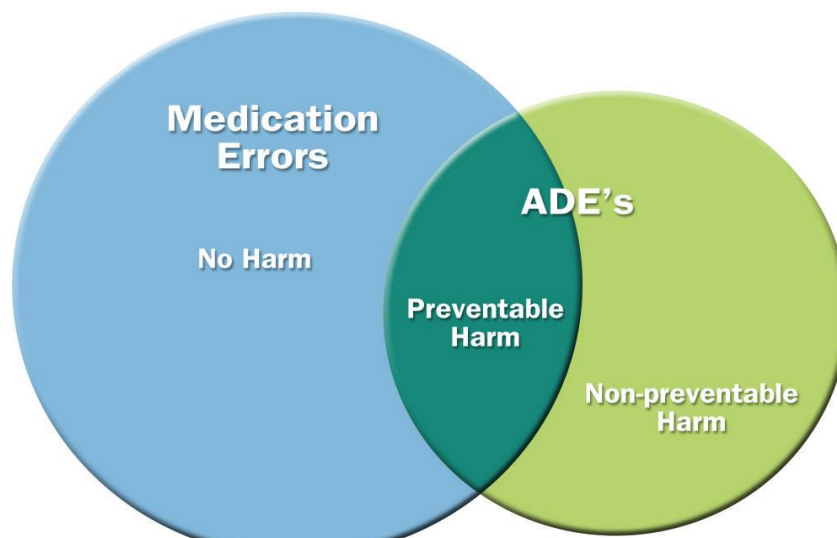 Medication
Errors
ADE's
No Harm
Preventable
Harm
Non-preventable
Harm